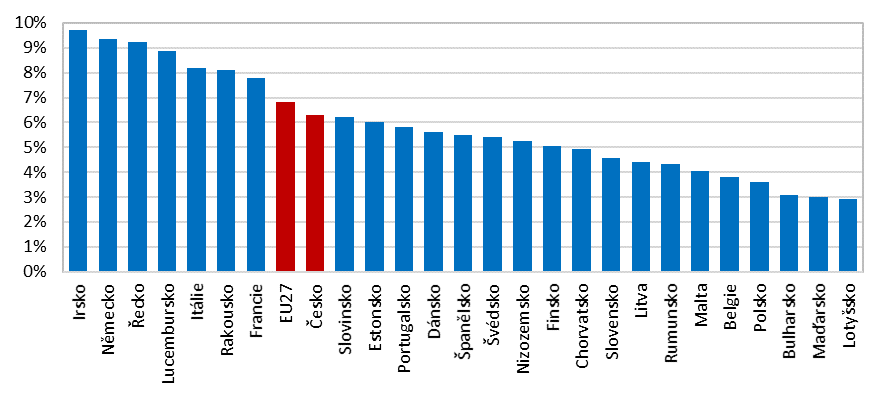 10%
9%
8%
7%
6%
5%
4%
3%
2%
1%
0%
Irsko
Německo
Řecko
Lucembursko
Itálie
Rakousko
Francie
EU27
Česko
Slovinsko
Estonsko
Portugalsko
Dánsko
Španělsko
Švédsko
Nizozemsko
Finsko
Chorvatsko
Slovensko
Litva
Rumunsko
Malta
Belgie
Polsko
Bulharsko
Maďarsko
Lotyšsko